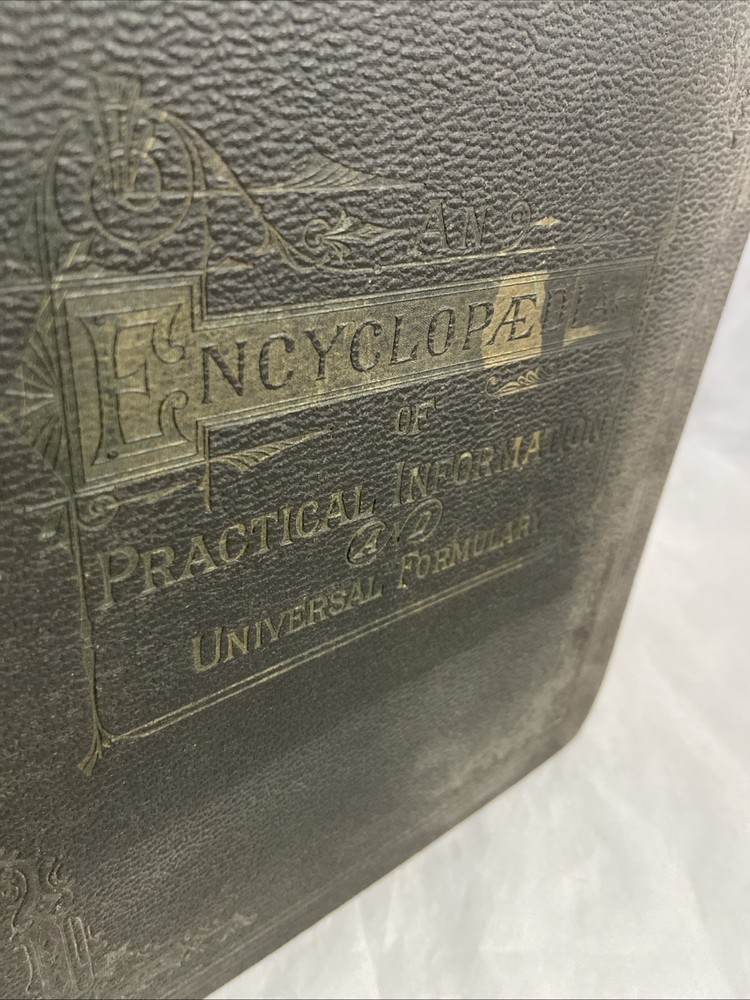 AN
ENCYCLOPÆDIA
OF
PRACTICAL INFORMATION
AND
UNIVERSAL FORMULARY